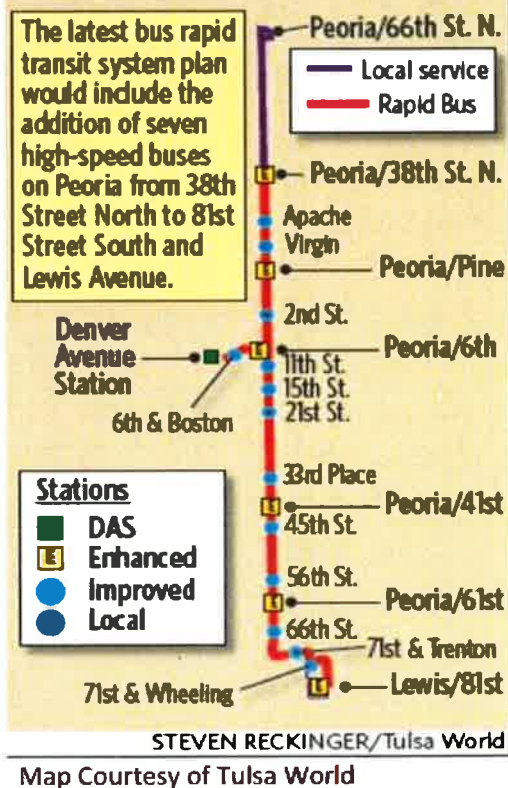 The latest bus rapid
transit system plan
would include the
addition of seven
high-speed buses
on Peoria from 38th
Street North to 81st
Street South and
Lewis Avenue.
Peoria/66th St. N.
Local service
Rapid Bus
Peoria/38th St. N.
Apache
Virgin
Peoria/Pine
2nd St.
Denver
Avenue
Station
Peoria/6th
11th St.
15th St.
21st St.
6th & Boston
33rd Place
Peoria/41st
45th St.
Stations
DAS
E Enhanced
Improved
Local
56th St.
Peoria/61st
66th St.
71st & Trenton
71st & Wheeling
Lewis/81st
E
E
E
E
E
E
STEVEN RECKINGER/Tulsa World
Map Courtesy of Tulsa World